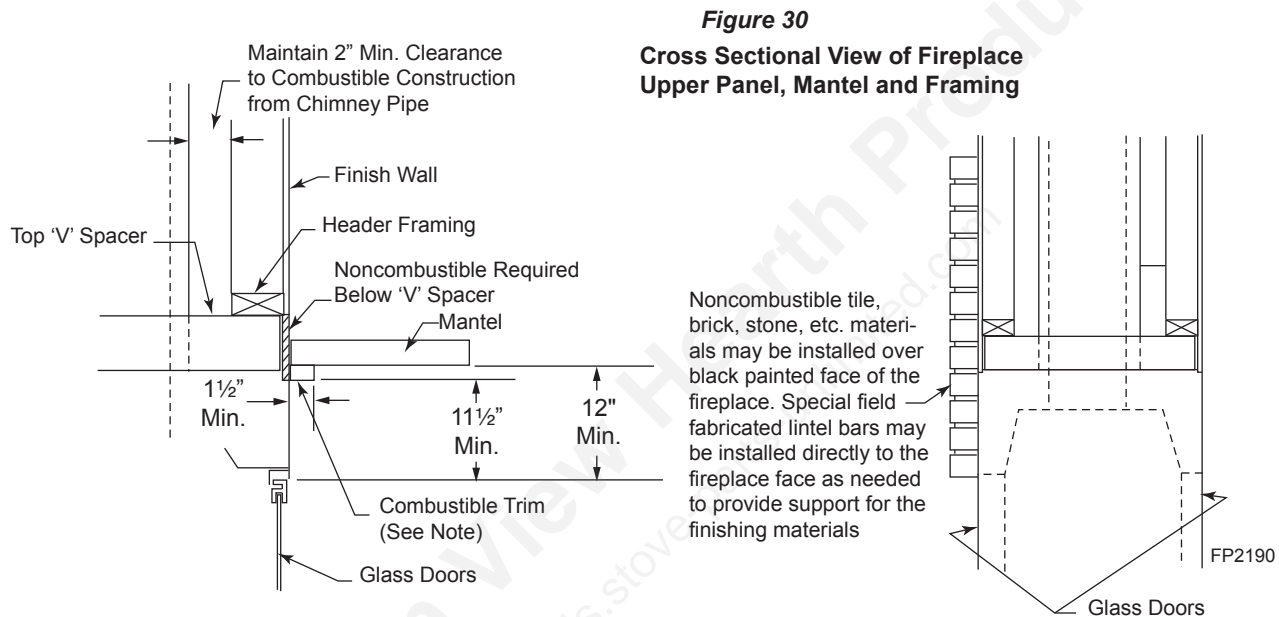 Figure 30
Cross Sectional View of Fireplace
Upper Panel, Mantel and Framing
Maintain 2” Min. Clearance
to Combustible Construction
from Chimney Pipe
Finish Wall
Top ‘V’ Spacer
Header Framing
Noncombustible Required
Below ‘V’ Spacer
Mantel
1½”
Min.
11½”
Min.
12"
Min.
Combustible Trim
(See Note)
Glass Doors
Noncombustible tile,
brick, stone, etc. materi-
als may be installed over
black painted face of the
fireplace. Special field
fabricated lintel bars may
be installed directly to the
fireplace face as needed
to provide support for the
finishing materials
FP2190
Glass Doors
View Hearth Produ